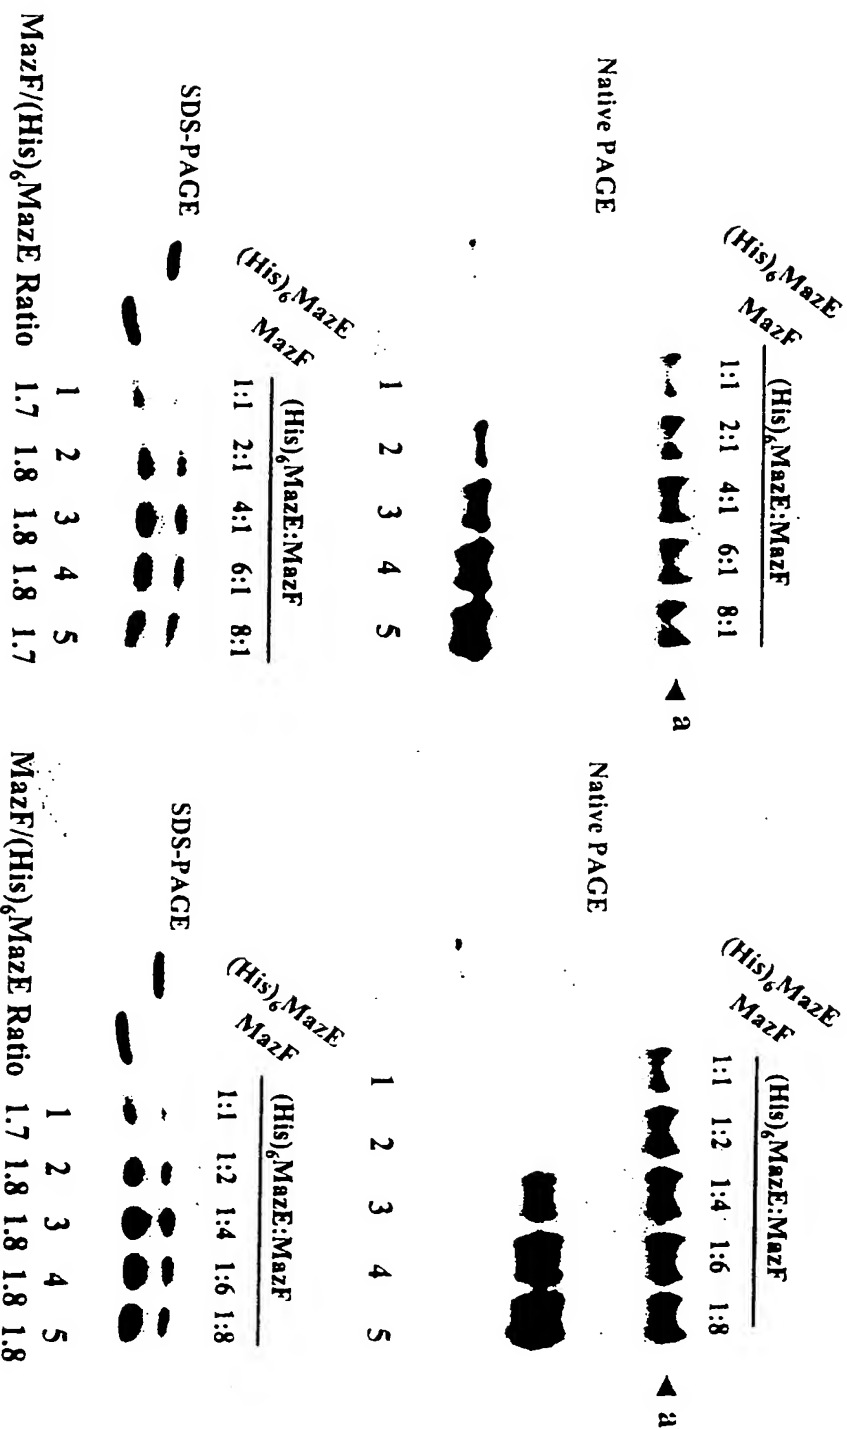 (His)6MazE
MazF
(His)6MazE:MazF
1:1 2:1 4:1 6:1 8:1
a
Native PAGE
1 2 3 4 5
(His)6MazE
MazF
(His)6MazE:MazF
1:1 2:1 4:1 6:1 8:1
SDS-PAGE
1 2 3 4 5
MazF/(His)6MazE Ratio 1.7 1.8 1.8 1.8 1.7
(His)6MazE
MazF
(His)6MazE:MazF
1:1 1:2 1:4 1:6 1:8
a
Native PAGE
1 2 3 4 5
(His)6MazE
MazF
(His)6MazE:MazF
1:1 1:2 1:4 1:6 1:8
SDS-PAGE
1 2 3 4 5
MazF/(His)6MazE Ratio 1.7 1.8 1.8 1.8 1.8